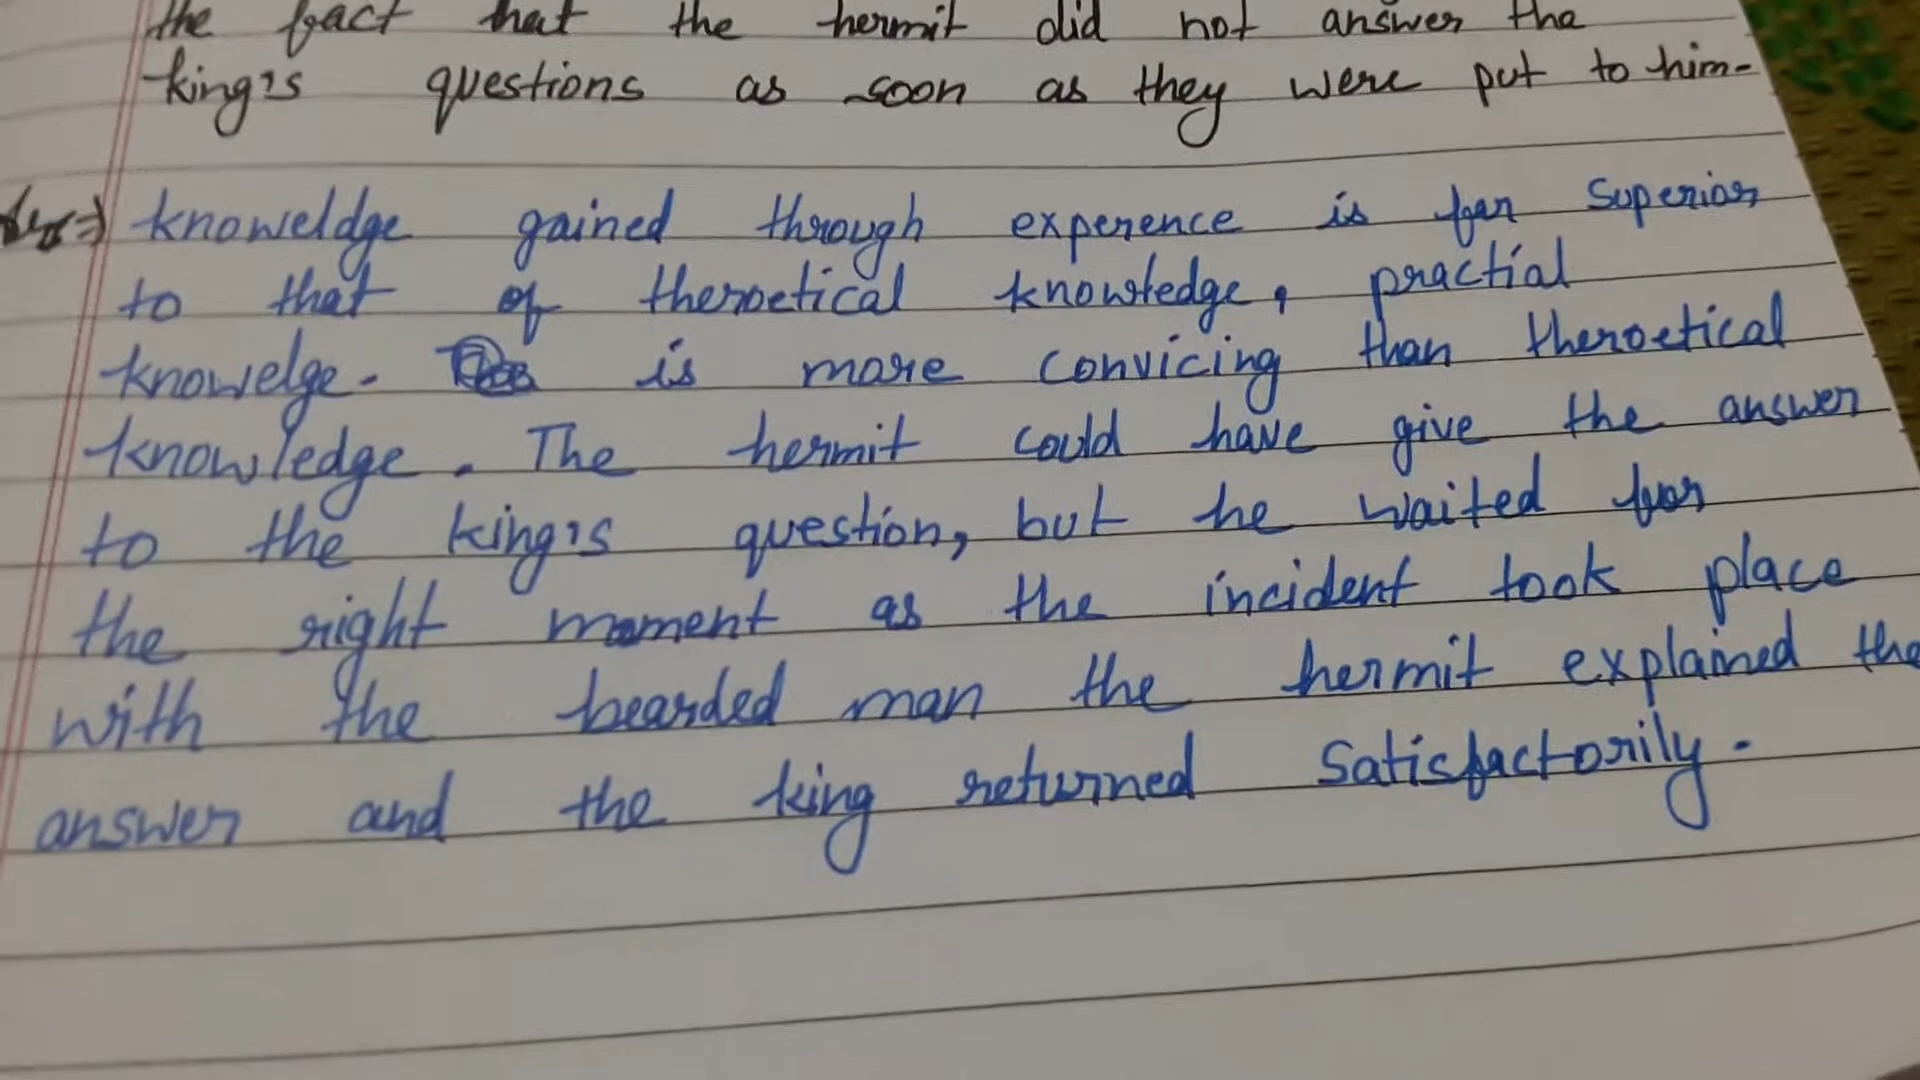 the fact that the hermit did not answer the
king's questions as soon as they were put to him-
Ans⇒ knoweldge gained through experence is far superior
to that of theroetical knowledge, practial
knowelge. is more convicing than theroetical
knowledge. The hermit could have give the answer
to the king's question, but he waited for
the right moment as the incident took place
with the bearded man the hermit explained the
answer and the king returned satisfactorily.